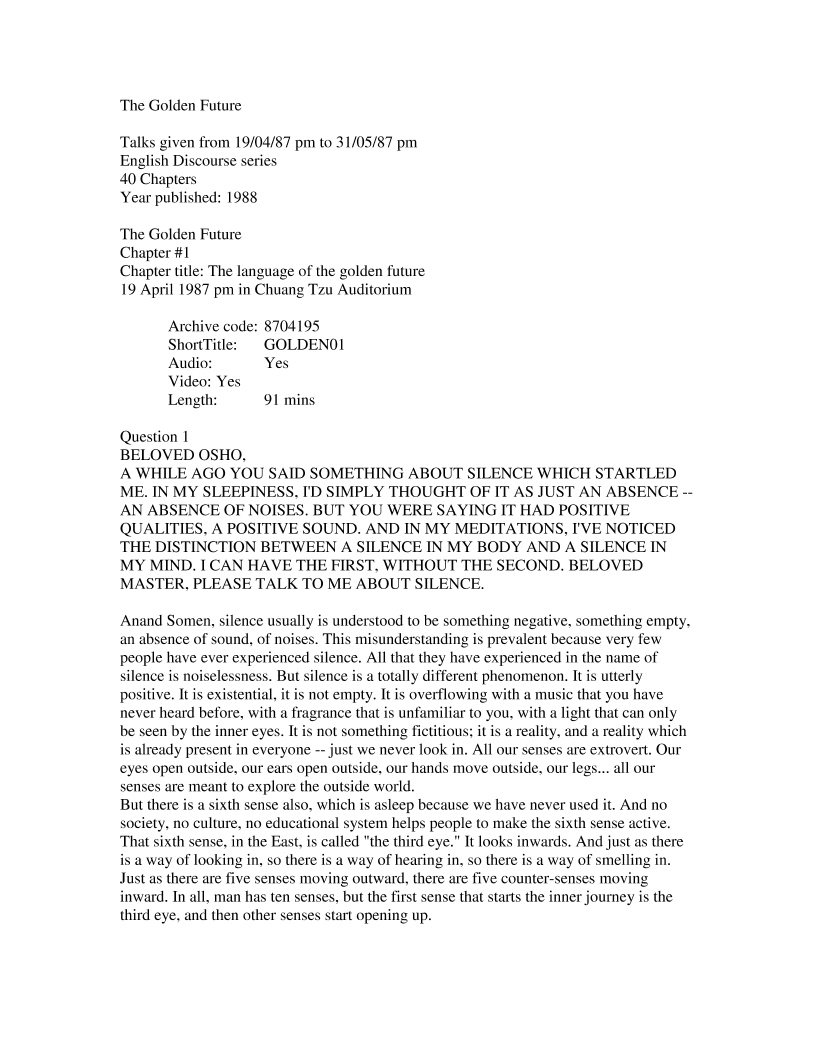 The Golden Future
Talks given from 19/04/87 pm to 31/05/87 pm
English Discourse series
40 Chapters
Year published: 1988
The Golden Future
Chapter #1
Chapter title: The language of the golden future
19 April 1987 pm in Chuang Tzu Auditorium
Archive code: 8704195
ShortTitle: GOLDEN01
Audio: Yes
Video: Yes
Length: 91 mins
Question 1
BELOVED OSHO,
A WHILE AGO YOU SAID SOMETHING ABOUT SILENCE WHICH STARTLED
ME. IN MY SLEEPINESS, I'D SIMPLY THOUGHT OF IT AS JUST AN ABSENCE --
AN ABSENCE OF NOISES. BUT YOU WERE SAYING IT HAD POSITIVE
QUALITIES, A POSITIVE SOUND. AND IN MY MEDITATIONS, I'VE NOTICED
THE DISTINCTION BETWEEN A SILENCE IN MY BODY AND A SILENCE IN
MY MIND. I CAN HAVE THE FIRST, WITHOUT THE SECOND. BELOVED
MASTER, PLEASE TALK TO ME ABOUT SILENCE.
Anand Somen, silence usually is understood to be something negative, something empty,
an absence of sound, of noises. This misunderstanding is prevalent because very few
people have ever experienced silence. All that they have experienced in the name of
silence is noiselessness. But silence is a totally different phenomenon. It is utterly
positive. It is existential, it is not empty. It is overflowing with a music that you have
never heard before, with a fragrance that is unfamiliar to you, with a light that can only
be seen by the inner eyes. It is not something fictitious; it is a reality, and a reality which
is already present in everyone -- just we never look in. All our senses are extrovert. Our
eyes open outside, our ears open outside, our hands move outside, our legs... all our
senses are meant to explore the outside world.
But there is a sixth sense also, which is asleep because we have never used it. And no
society, no culture, no educational system helps people to make the sixth sense active.
That sixth sense, in the East, is called "the third eye." It looks inwards. And just as there
is a way of looking in, so there is a way of hearing in, so there is a way of smelling in.
Just as there are five senses moving outward, there are five counter-senses moving
inward. In all, man has ten senses, but the first sense that starts the inner journey is the
third eye, and then other senses start opening up.